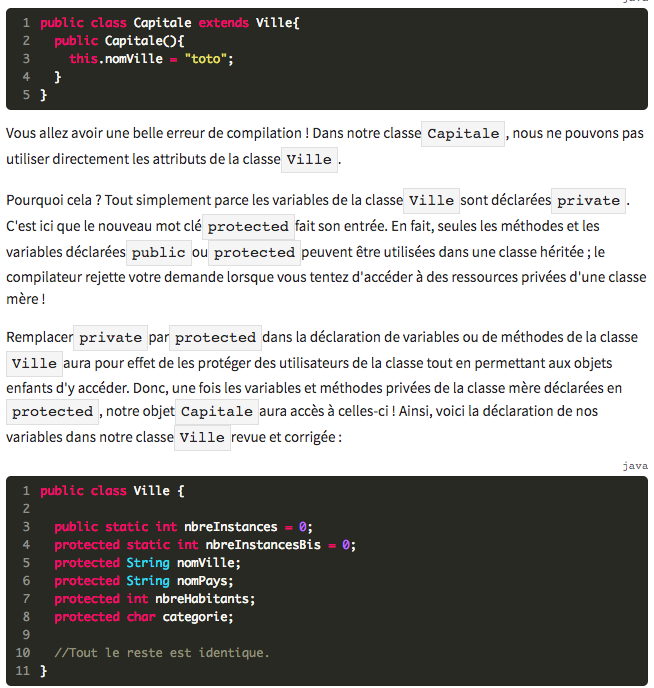 java
1 public class Capitale extends Ville{
2   public Capitale(){
3     this.nomVille = "toto";
4   }
5 }
Vous allez avoir une belle erreur de compilation ! Dans notre classe Capitale , nous ne pouvons pas
utiliser directement les attributs de la classe Ville .
Pourquoi cela ? Tout simplement parce les variables de la classe Ville sont déclarées private .
C'est ici que le nouveau mot clé protected fait son entrée. En fait, seules les méthodes et les
variables déclarées public ou protected peuvent être utilisées dans une classe héritée ; le
compilateur rejette votre demande lorsque vous tentez d'accéder à des ressources privées d'une classe
mère !
Remplacer private par protected dans la déclaration de variables ou de méthodes de la classe
Ville aura pour effet de les protéger des utilisateurs de la classe tout en permettant aux objets
enfants d'y accéder. Donc, une fois les variables et méthodes privées de la classe mère déclarées en
protected , notre objet Capitale aura accès à celles-ci ! Ainsi, voici la déclaration de nos
variables dans notre classe Ville revue et corrigée :
java
1 public class Ville {
2
3   public static int nbreInstances = 0;
4   protected static int nbreInstancesBis = 0;
5   protected String nomVille;
6   protected String nomPays;
7   protected int nbreHabitants;
8   protected char categorie;
9
10   //Tout le reste est identique.
11 }